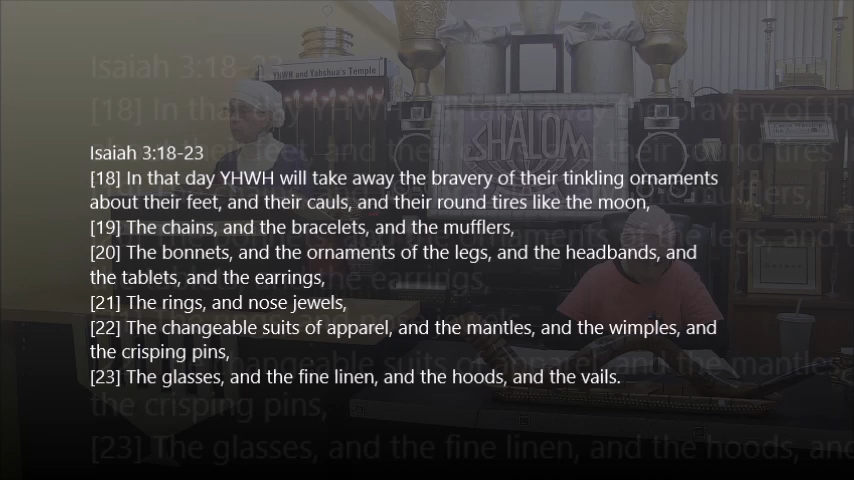 YHWH and Yahshua's Temple
SHALOM
Isaiah 3:18-23
[18] In that day YHWH will take away the bravery of their tinkling ornaments
about their feet, and their cauls, and their round tires like the moon,
[19] The chains, and the bracelets, and the mufflers,
[20] The bonnets, and the ornaments of the legs, and the headbands, and
the tablets, and the earrings,
[21] The rings, and nose jewels,
[22] The changeable suits of apparel, and the mantles, and the wimples, and
the crisping pins,
[23] The glasses, and the fine linen, and the hoods, and the vails.